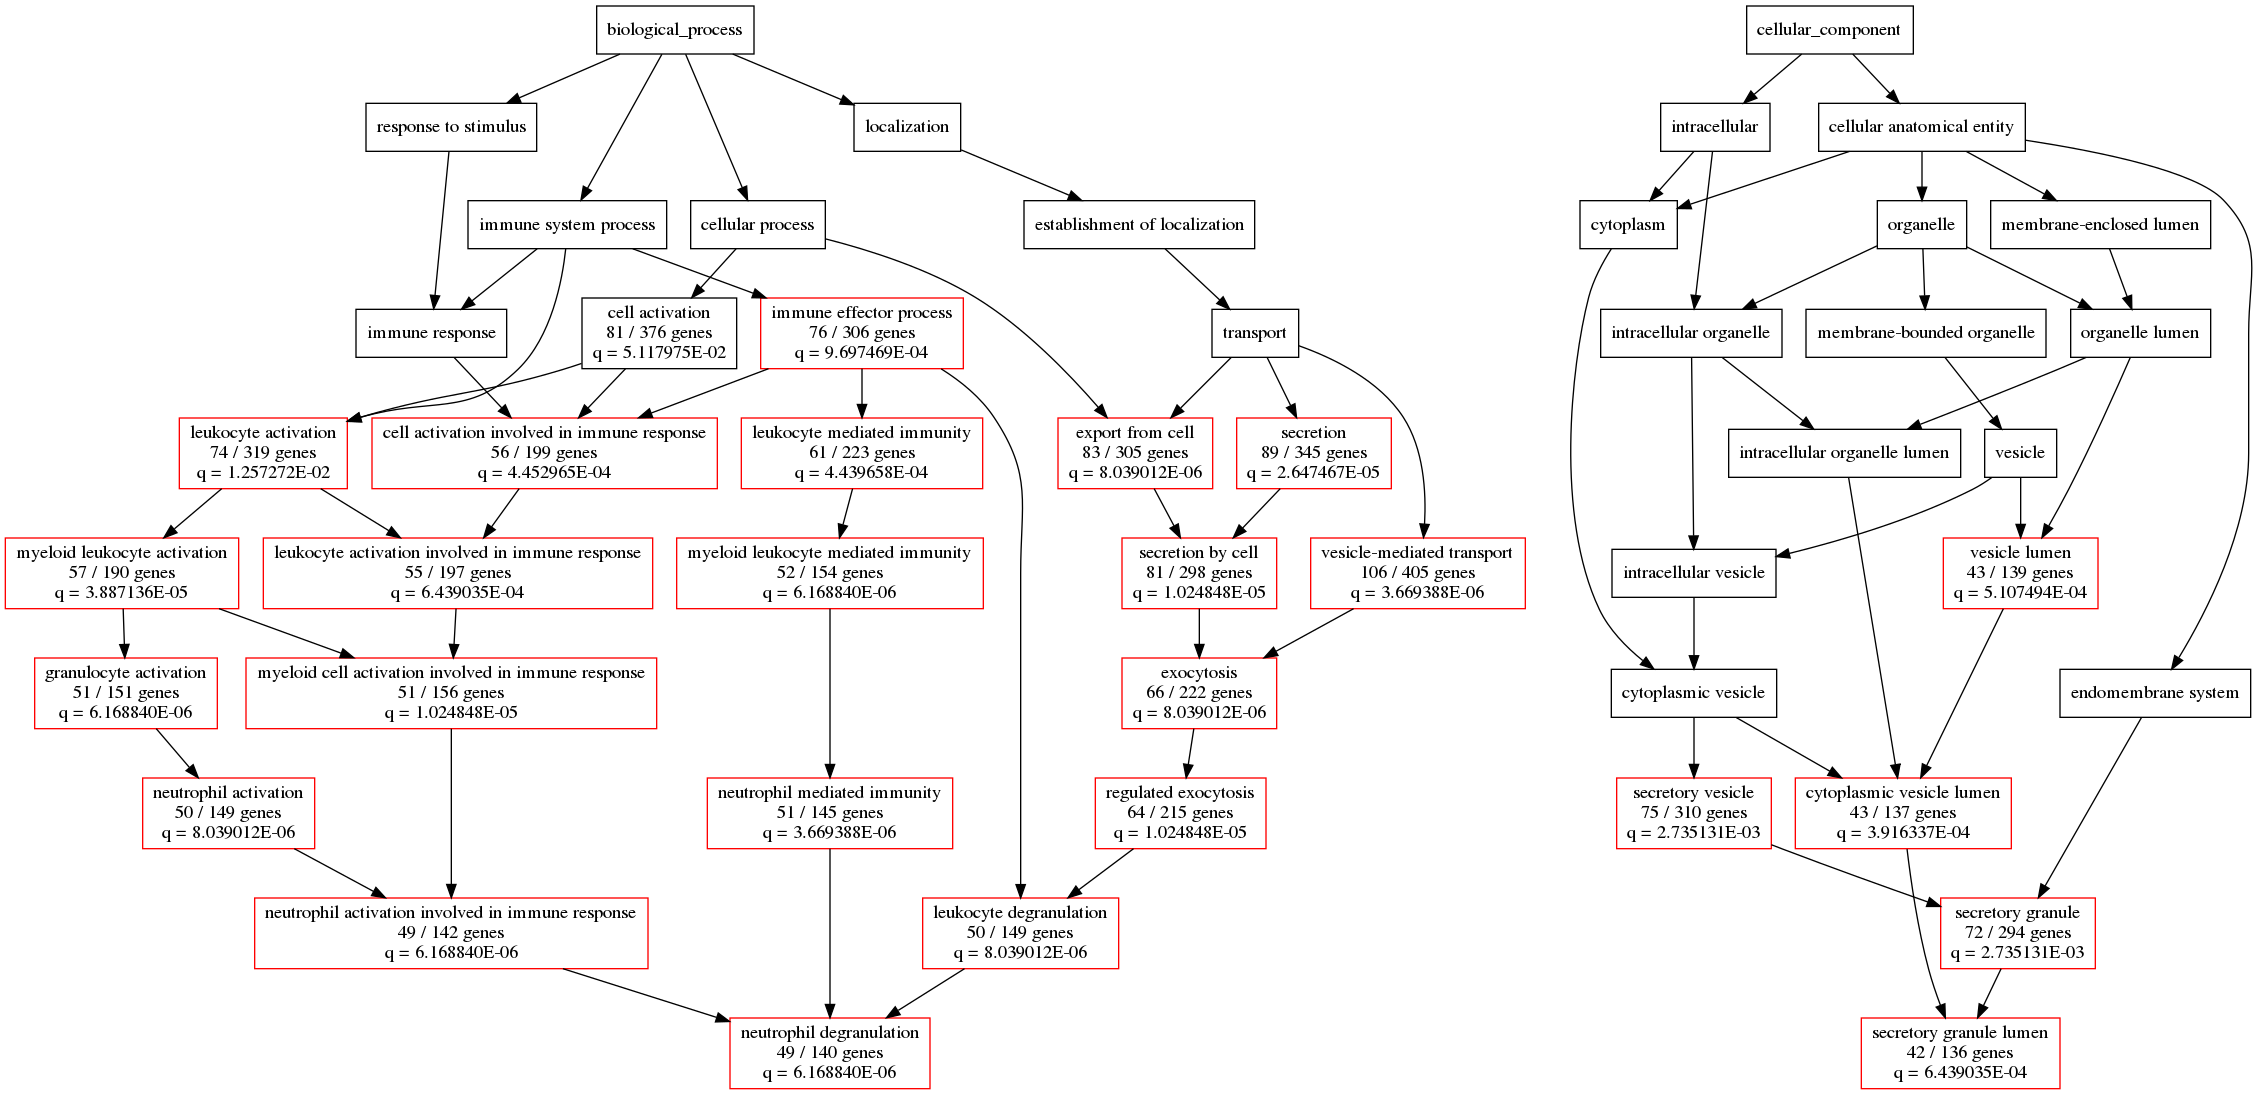 biological_process
cellular_component
response to stimulus
localization
intracellular
cellular anatomical entity
immune system process
cellular process
establishment of localization
cytoplasm
organelle
membrane-enclosed lumen
immune response
cell activation
81 / 376 genes
q = 5.117975E-02
immune effector process
76 / 306 genes
q = 9.697469E-04
transport
intracellular organelle
membrane-bounded organelle
organelle lumen
leukocyte activation
74 / 319 genes
q = 1.257272E-02
cell activation involved in immune response
56 / 199 genes
q = 4.452965E-04
leukocyte mediated immunity
61 / 223 genes
q = 4.439658E-04
export from cell
83 / 305 genes
q = 8.039012E-06
secretion
89 / 345 genes
q = 2.647467E-05
intracellular organelle lumen
vesicle
myeloid leukocyte activation
57 / 190 genes
q = 3.887136E-05
leukocyte activation involved in immune response
55 / 197 genes
q = 6.439035E-04
myeloid leukocyte mediated immunity
52 / 154 genes
q = 6.168840E-06
secretion by cell
81 / 298 genes
q = 1.024848E-05
vesicle-mediated transport
106 / 405 genes
q = 3.669388E-06
intracellular vesicle
vesicle lumen
43 / 139 genes
q = 5.107494E-04
granulocyte activation
51 / 151 genes
q = 6.168840E-06
myeloid cell activation involved in immune response
51 / 156 genes
q = 1.024848E-05
exocytosis
66 / 222 genes
q = 8.039012E-06
cytoplasmic vesicle
endomembrane system
neutrophil activation
50 / 149 genes
q = 8.039012E-06
neutrophil mediated immunity
51 / 145 genes
q = 3.669388E-06
regulated exocytosis
64 / 215 genes
q = 1.024848E-05
secretory vesicle
75 / 310 genes
q = 2.735131E-03
cytoplasmic vesicle lumen
43 / 137 genes
q = 3.916337E-04
neutrophil activation involved in immune response
49 / 142 genes
q = 6.168840E-06
leukocyte degranulation
50 / 149 genes
q = 8.039012E-06
secretory granule
72 / 294 genes
q = 2.735131E-03
neutrophil degranulation
49 / 140 genes
q = 6.168840E-06
secretory granule lumen
42 / 136 genes
q = 6.439035E-04